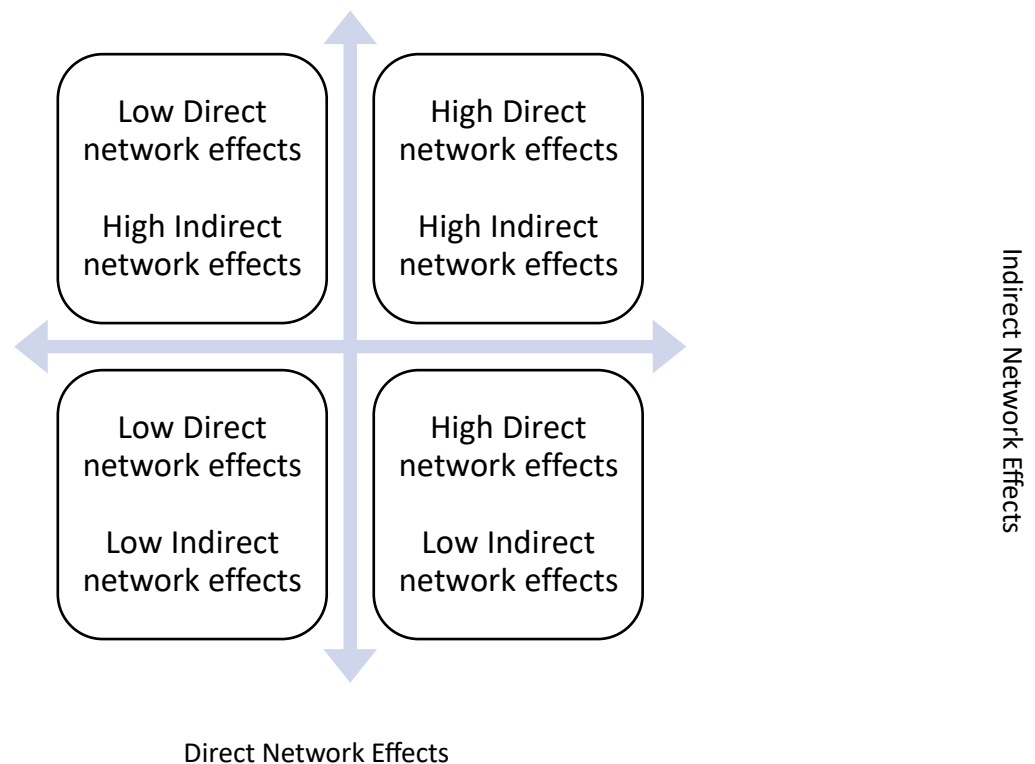 Low Direct
network effects
High Indirect
network effects
High Direct
network effects
High Indirect
network effects
Low Direct
network effects
Low Indirect
network effects
High Direct
network effects
Low Indirect
network effects
Indirect Network Effects
Direct Network Effects